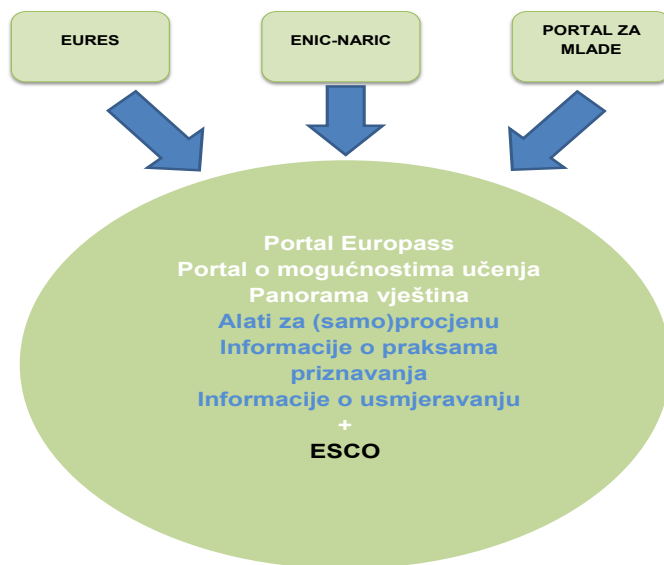 EURES
ENIC-NARIC
PORTAL ZA
MLADE
Portal Europass
Portal o mogućnostima učenja
Panorama vještina
Alati za (samo)procjenu
Informacije o praksama
priznavanja
Informacije o usmjeravanju
+
ESCO